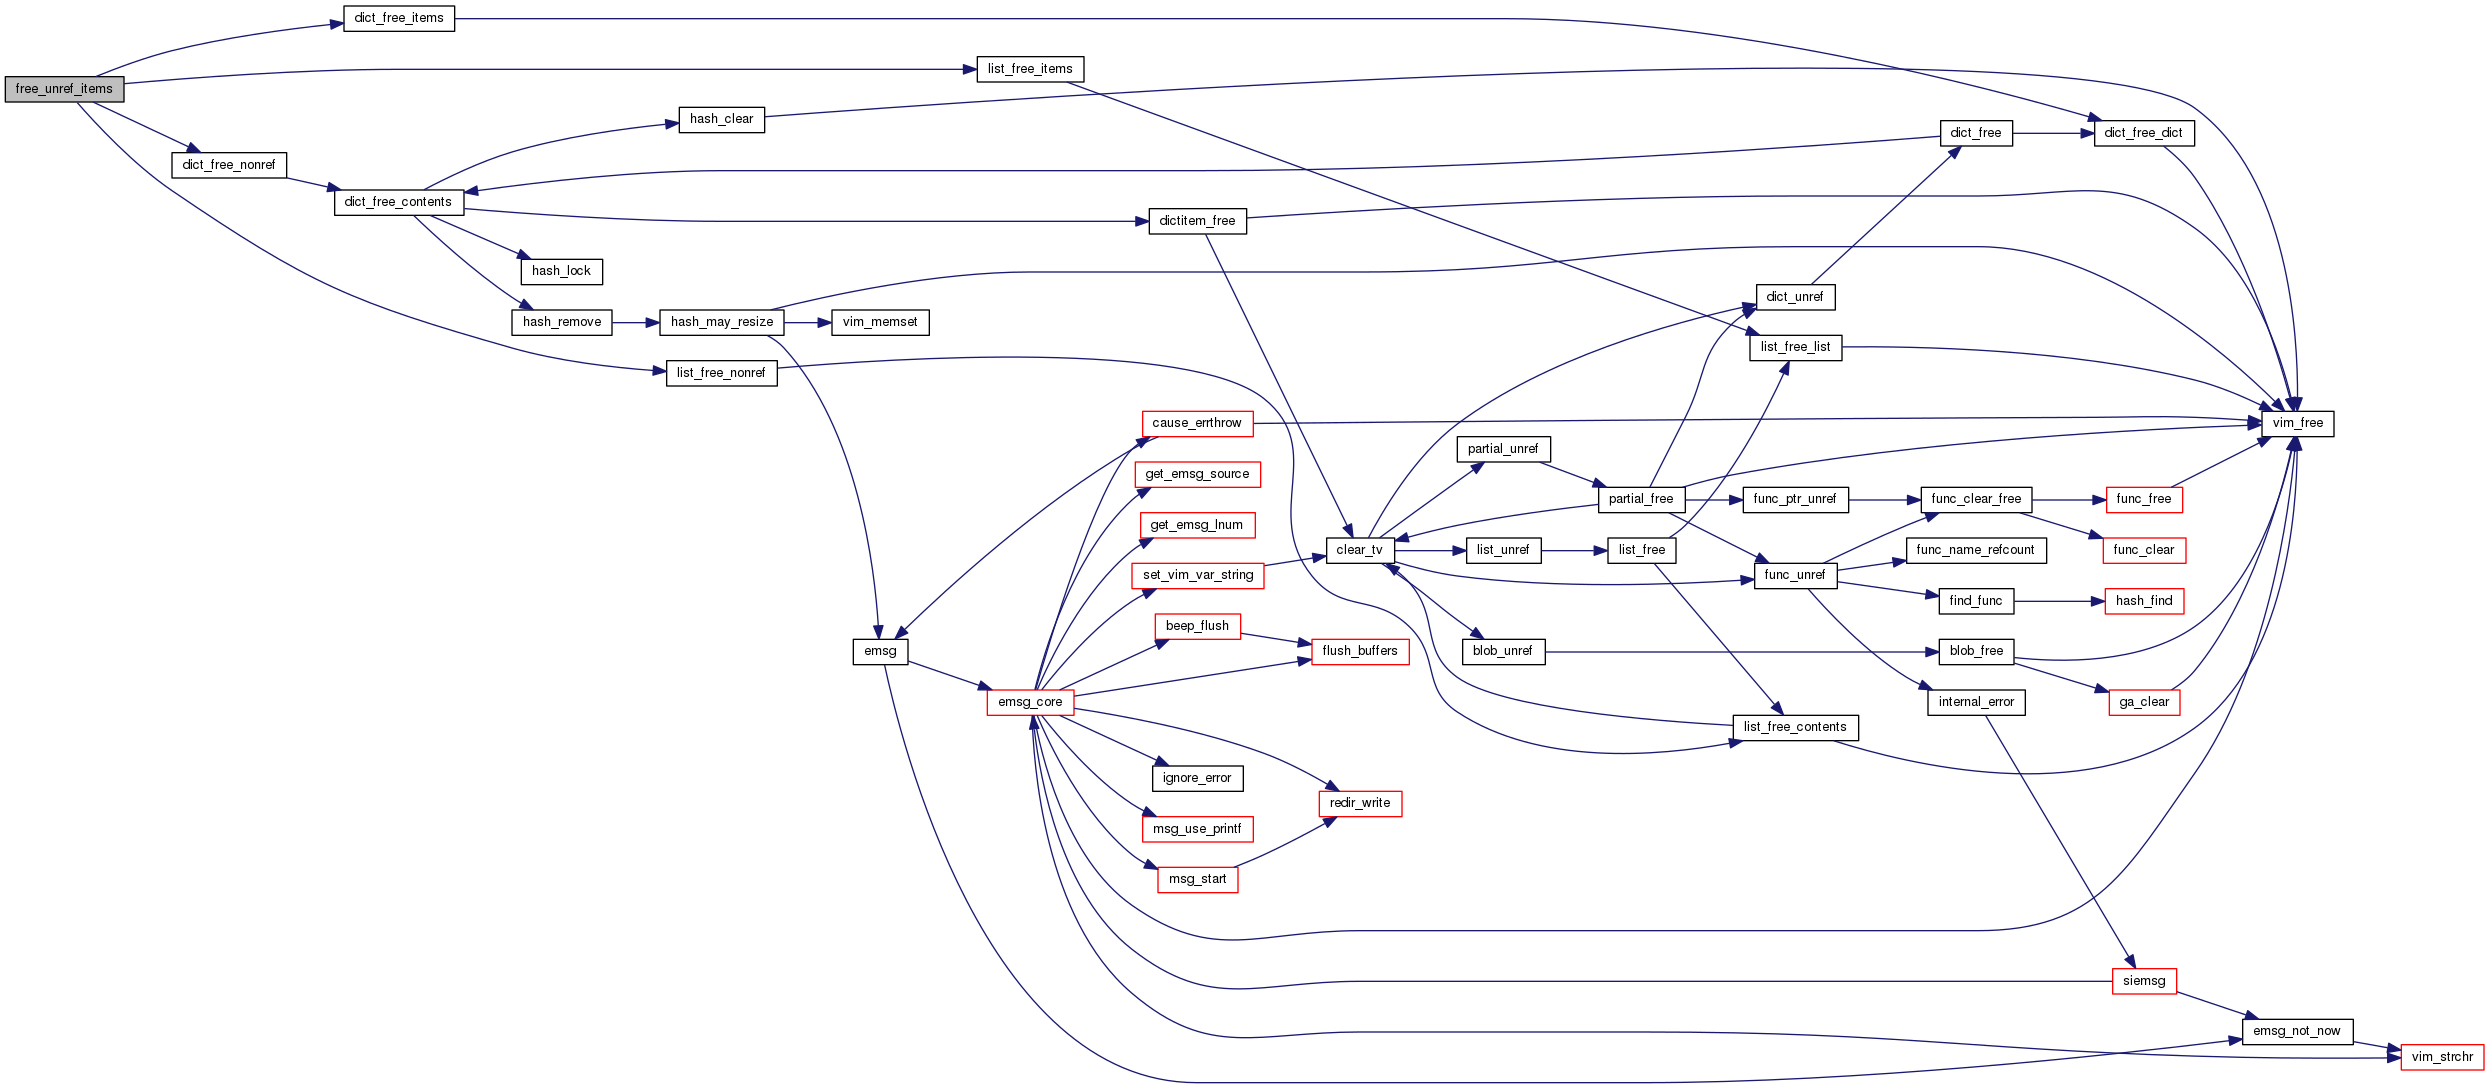 dict_free_items
list_free_items
free_unref_items
hash_clear
dict_free
dict_free_dict
dict_free_nonref
dict_free_contents
dictitem_free
hash_lock
dict_unref
hash_remove
hash_may_resize
vim_memset
list_free_list
list_free_nonref
cause_errthrow
vim_free
partial_unref
get_emsg_source
partial_free
func_ptr_unref
func_clear_free
func_free
get_emsg_lnum
clear_tv
list_unref
list_free
func_name_refcount
func_clear
set_vim_var_string
func_unref
find_func
hash_find
beep_flush
emsg
flush_buffers
blob_unref
blob_free
emsg_core
internal_error
ga_clear
list_free_contents
ignore_error
redir_write
msg_use_printf
msg_start
siemsg
emsg_not_now
vim_strchr